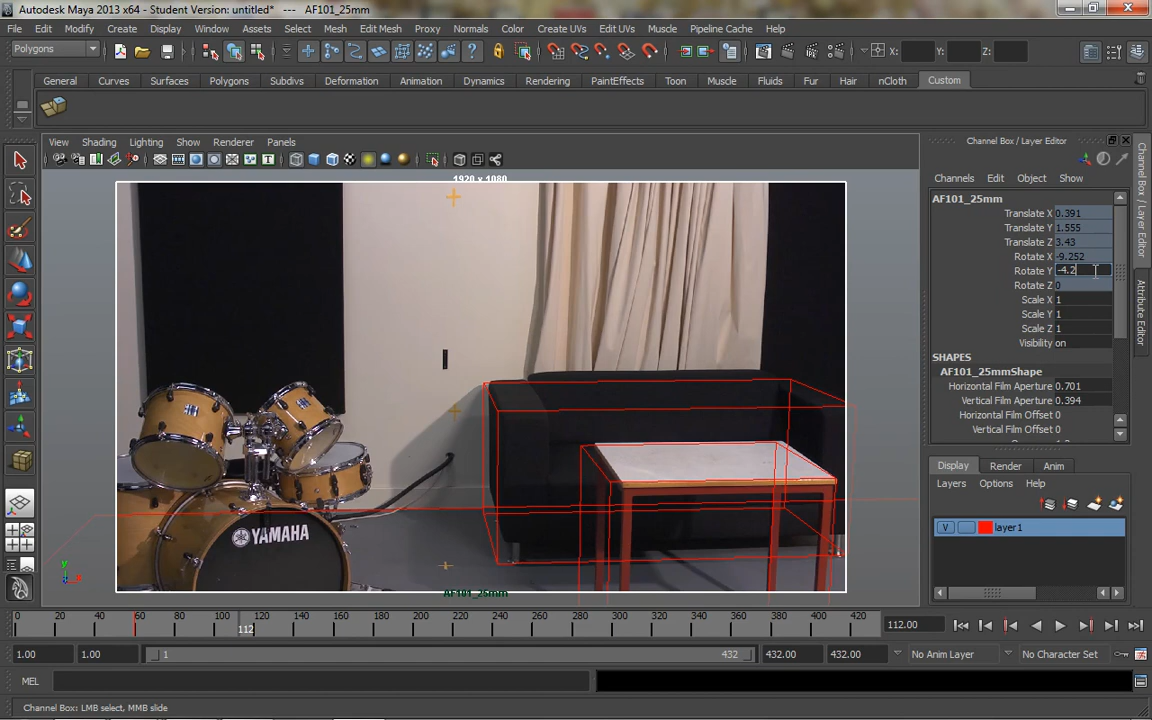 Autodesk Maya 2013 x64 - Student Version: untitled* --- AF101_25mm
File Edit Modify Create Display Window Assets Select Mesh Edit Mesh Proxy Normals Color Create UVs Edit UVs Muscle Pipeline Cache Help
Polygons X: Y: Z:
General Curves Surfaces Polygons Subdivs Deformation Animation Dynamics Rendering PaintEffects Toon Muscle Fluids Fur Hair nCloth Custom
View Shading Lighting Show Renderer Panels
1920 x 1080
YAMAHA
AF101_25mm
Channel Box / Layer Editor
Channels Edit Object Show
AF101_25mm
Translate X 0.391
Translate Y 1.555
Translate Z 3.43
Rotate X -9.252
Rotate Y -4.2
Rotate Z 0
Scale X 1
Scale Y 1
Scale Z 1
Visibility on
SHAPES
AF101_25mmShape
Horizontal Film Aperture 0.701
Vertical Film Aperture 0.394
Horizontal Film Offset 0
Vertical Film Offset 0
Display Render Anim
Layers Options Help
V layer1
Channel Box / Layer Editor
Attribute Editor
0 20 40 60 80 100 120 140 160 180 200 220 240 260 280 300 320 340 360 380 400 420
112
112.00
1.00 1.00 1 432 432.00 432.00 No Anim Layer No Character Set
MEL
Channel Box: LMB select, MMB slide